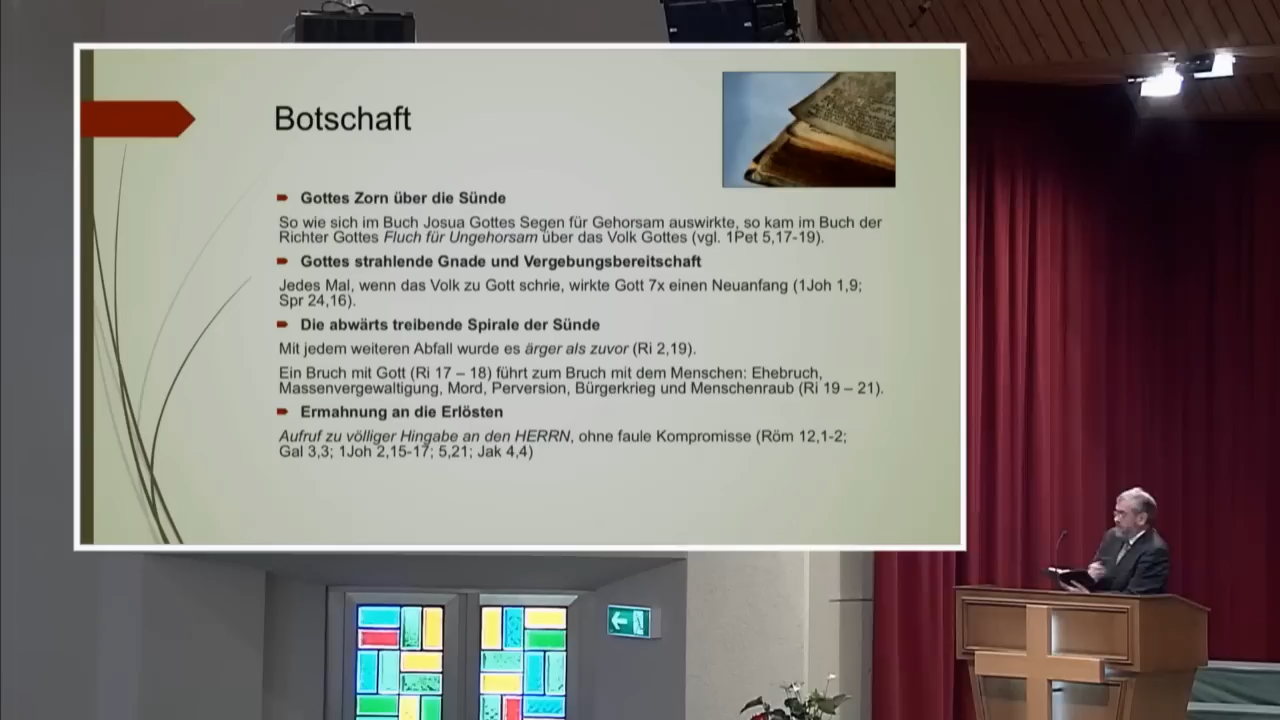 Botschaft
Gottes Zorn über die Sünde
So wie sich im Buch Josua Gottes Segen für Gehorsam auswirkte, so kam im Buch der
Richter Gottes Fluch für Ungehorsam über das Volk Gottes (vgl. 1Pet 5,17-19).
Gottes strahlende Gnade und Vergebungsbereitschaft
Jedes Mal, wenn das Volk zu Gott schrie, wirkte Gott 7x einen Neuanfang (1Joh 1,9;
Spr 24,16).
Die abwärts treibende Spirale der Sünde
Mit jedem weiteren Abfall wurde es ärger als zuvor (Ri 2,19).
Ein Bruch mit Gott (Ri 17 – 18) führt zum Bruch mit dem Menschen: Ehebruch,
Massenvergewaltigung, Mord, Perversion, Bürgerkrieg und Menschenraub (Ri 19 – 21).
Ermahnung an die Erlösten
Aufruf zu völliger Hingabe an den HERRN, ohne faule Kompromisse (Röm 12,1-2;
Gal 3,3; 1Joh 2,15-17; 5,21; Jak 4,4)